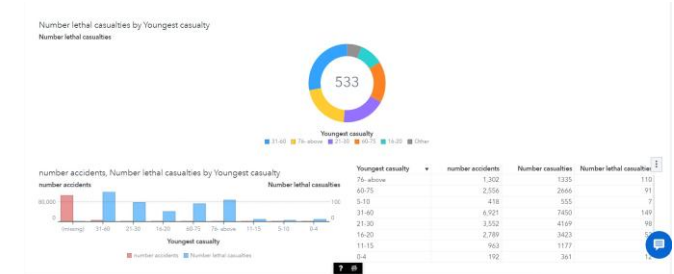 Number lethal casualties by Youngest casualty
Number lethal casualties
533
Youngest casualty
31-60 76- above 21-30 60-75 16-20 Other
number accidents, Number lethal casualties by Youngest casualty
number accidents Number lethal casualties
100
0 0
(missing) 31-60 21-30 16-20 60-75 76- above 11-15 5-10 0-4
Youngest casualty
number accidents Number lethal casualties
Youngest casualty number accidents Number casualties Number lethal casualties
76- above 1,302 1335 110
60-75 2,556 2666 91
5-10 418 555 7
31-60 6,921 7450 149
21-30 3,552 4169 98
16-20 2,789 3423
11-15 963 1177
0-4 192 361 12
?